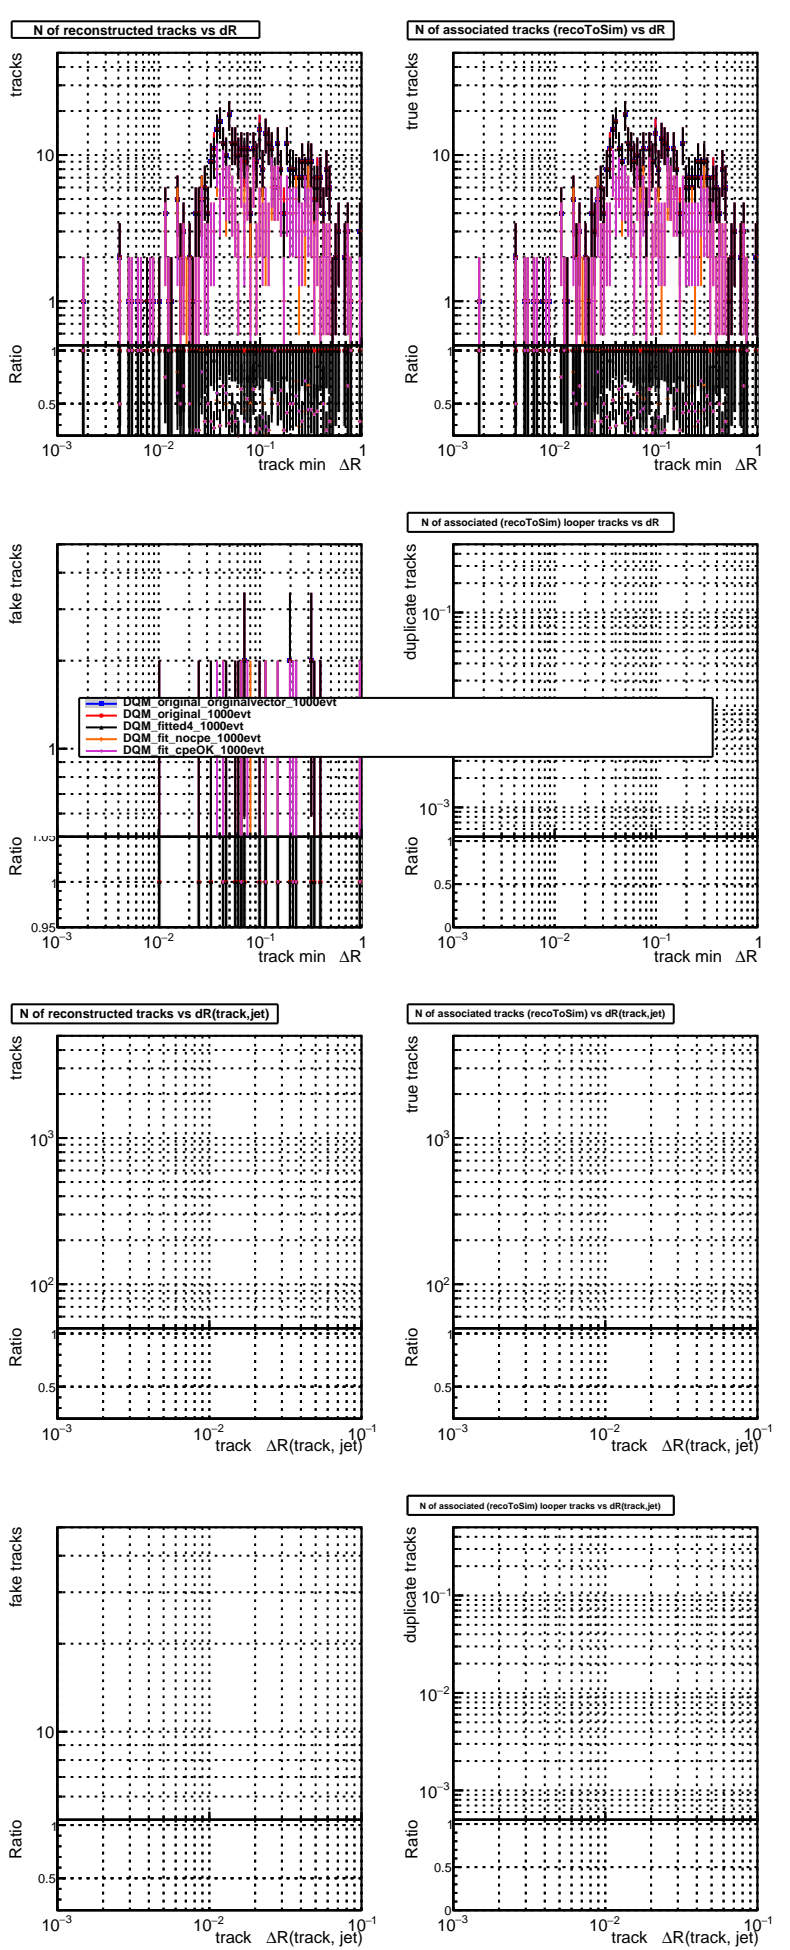 N of reconstructed tracks vs dR
tracks
10
1
Ratio
1
0.5
10−3 10−2 10−1 1
track min ΔR
N of associated tracks (recoToSim) vs dR
true tracks
10
1
Ratio
1
0.5
10−3 10−2 10−1 1
track min ΔR
fake tracks
1
Ratio
1.05
1
0.95
10−3 10−2 10−1 1
track min ΔR
N of associated (recoToSim) looper tracks vs dR
duplicate tracks
10−1
10−3
Ratio
1
0.5
0
10−3 10−2 10−1 1
track min ΔR
DQM_original_originalvector_1000evt
DQM_original_1000evt
DQM_fitted4_1000evt
DQM_fit_nocpe_1000evt
DQM_fit_cpeOK_1000evt
N of reconstructed tracks vs dR(track,jet)
tracks
103
102
Ratio
1
0.5
10−3 10−2 10−1
track ΔR(track, jet)
N of associated tracks (recoToSim) vs dR(track,jet)
true tracks
103
102
Ratio
1
0.5
10−3 10−2 10−1
track ΔR(track, jet)
fake tracks
10
Ratio
1
0.5
10−3 10−2 10−1
track ΔR(track, jet)
N of associated (recoToSim) looper tracks vs dR(track,jet)
duplicate tracks
10−1
10−2
10−3
Ratio
1
0.5
0
10−3 10−2 10−1
track ΔR(track, jet)